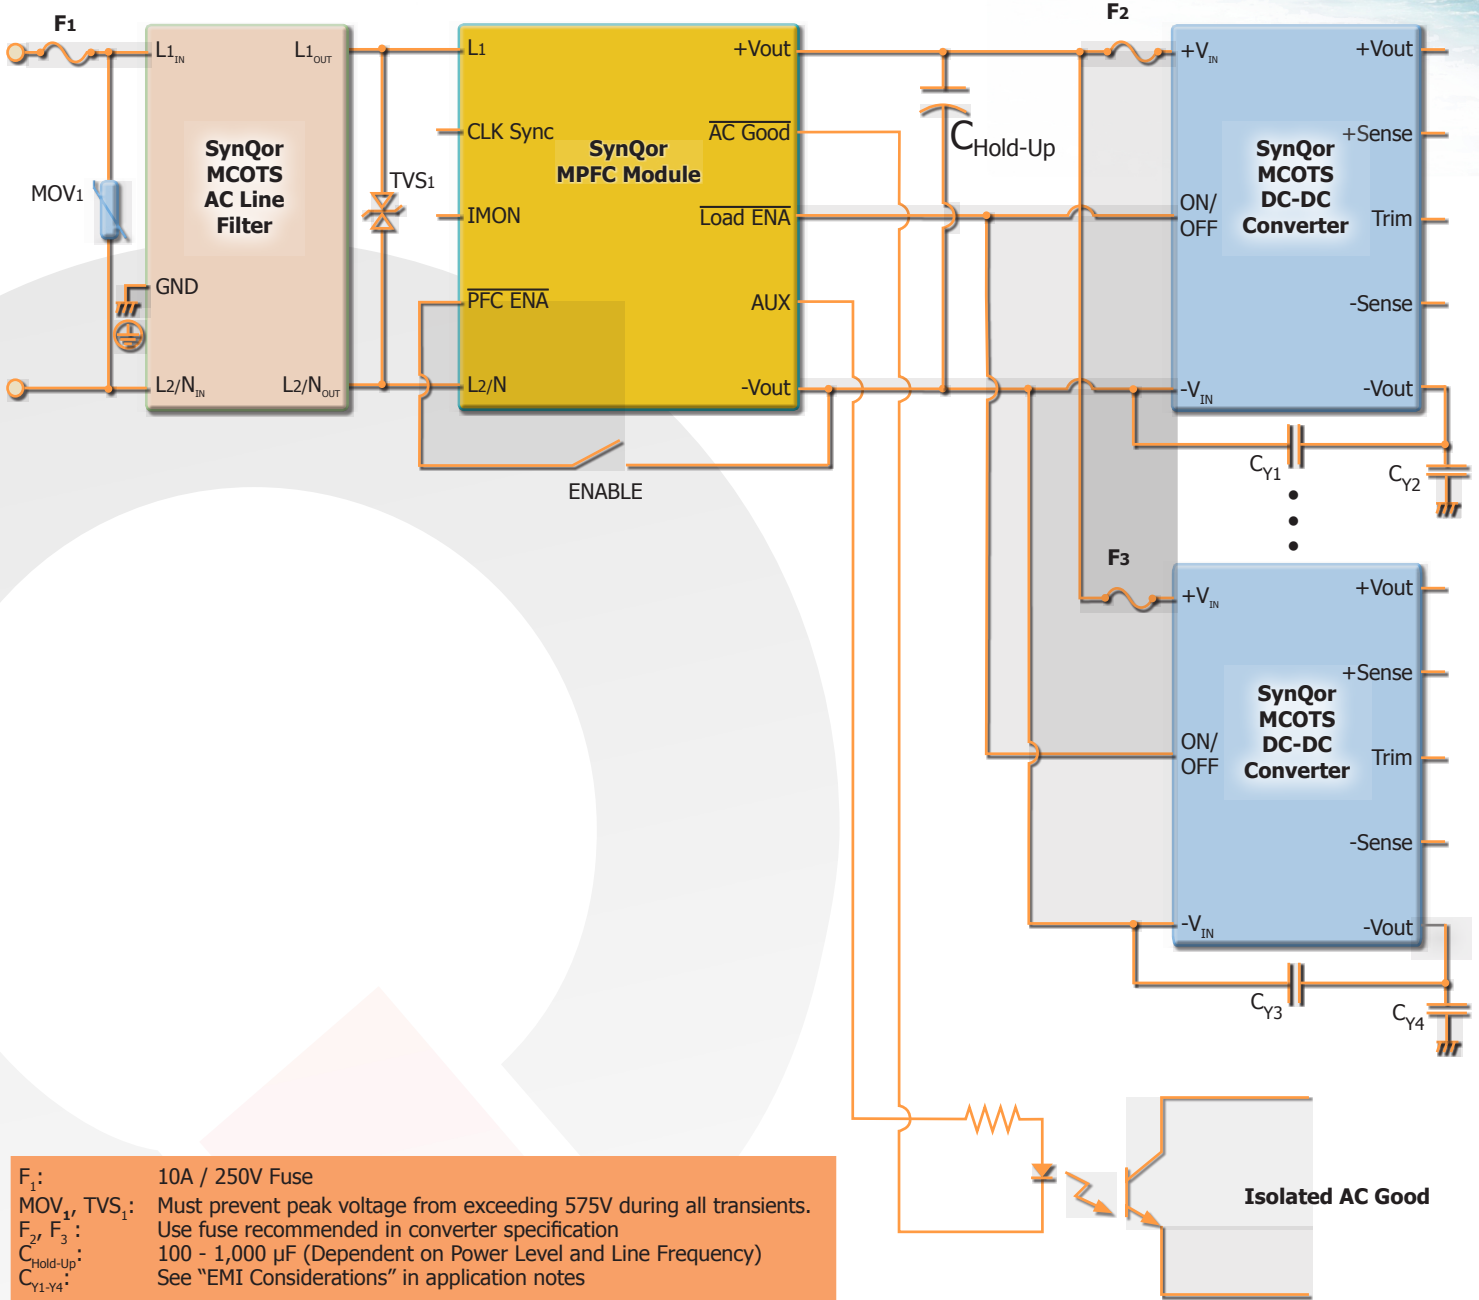 F1
F2
L1IN
L1OUT
L1
+Vout
+VIN
+Vout
CLK Sync
AC Good
CHold-Up
+Sense
SynQor
MCOTS
AC Line
Filter
SynQor
MPFC Module
SynQor
MCOTS
DC-DC
Converter
MOV1
TVS1
IMON
Load ENA
ON/
OFF
Trim
GND
PFC ENA
AUX
-Sense
L2/NIN
L2/NOUT
L2/N
-Vout
-VIN
-Vout
ENABLE
CY1
CY2
F3
+VIN
+Vout
+Sense
SynQor
MCOTS
DC-DC
Converter
ON/
OFF
Trim
-Sense
-VIN
-Vout
CY3
CY4
Isolated AC Good
F1: 10A / 250V Fuse
MOV1, TVS1: Must prevent peak voltage from exceeding 575V during all transients.
F2, F3 : Use fuse recommended in converter specification
CHold-Up: 100 - 1,000 µF (Dependent on Power Level and Line Frequency)
CY1-Y4: See “EMI Considerations” in application notes